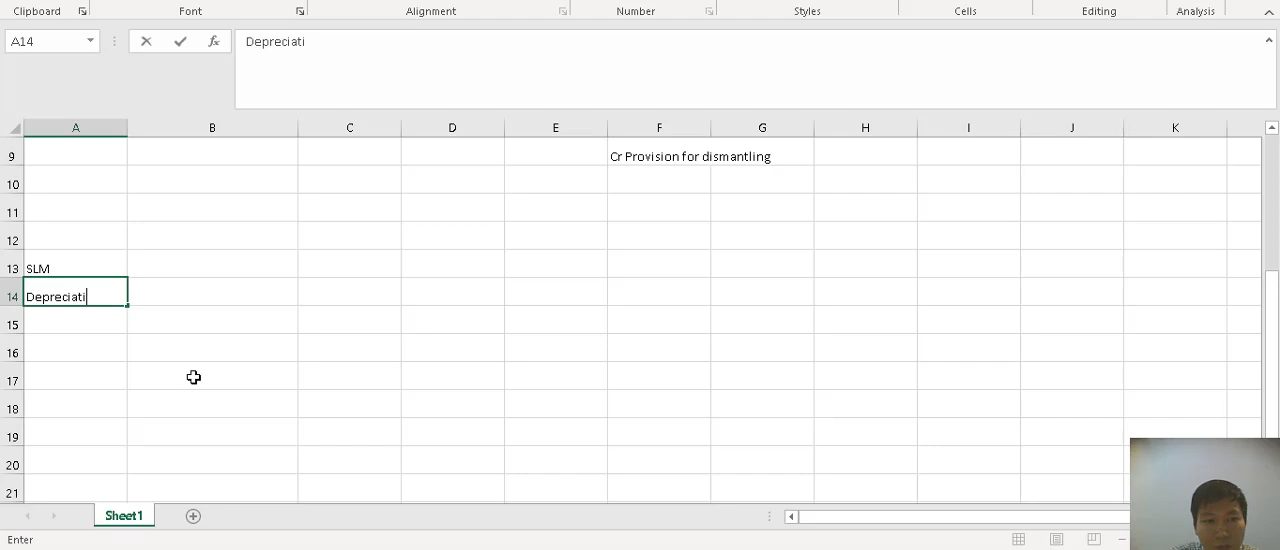 Clipboard Font Alignment Number Styles Cells Editing Analysis
A14 fx Depreciati
A B C D E F G H I J K
9 Cr Provision for dismantling
10
11
12
13 SLM
14 Depreciati
15
16
17
18
19
20
21
Sheet1
Enter